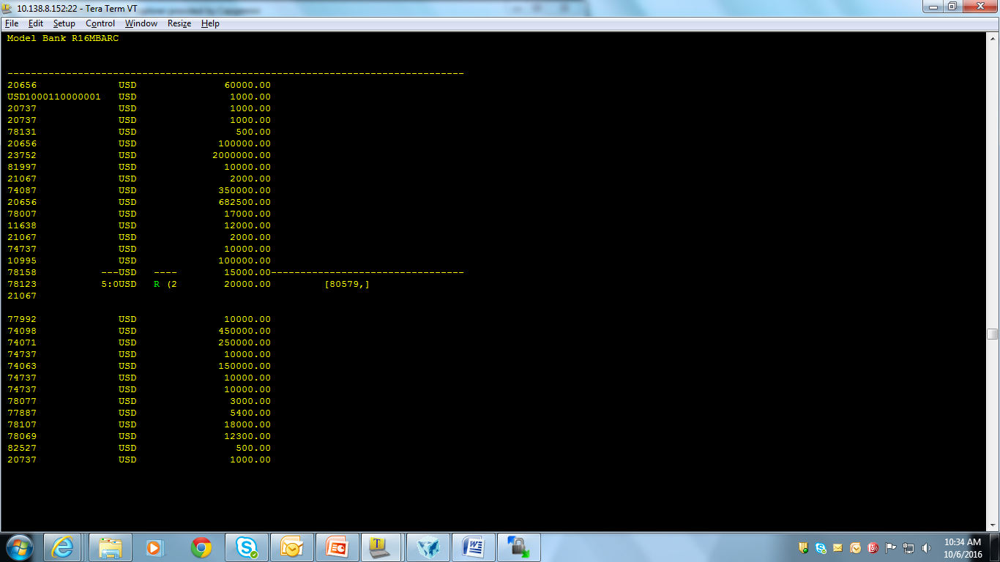 10.138.8.152:22 - Tera Term VT
File Edit Setup Control Window Resize Help
Model Bank R16MBARC
------------------------------------------------------------------------------
20656 USD 60000.00
USD1000110000001 USD 1000.00
20737 USD 1000.00
20737 USD 1000.00
78131 USD 500.00
20656 USD 100000.00
23752 USD 2000000.00
81997 USD 10000.00
21067 USD 2000.00
74087 USD 350000.00
20656 USD 682500.00
78007 USD 17000.00
11638 USD 12000.00
21067 USD 2000.00
74737 USD 10000.00
10995 USD 100000.00
78158 ---USD ---- 15000.00---------------------------------
78123 5:0USD R (2 20000.00 [80579,]
21067
77992 USD 10000.00
74098 USD 450000.00
74071 USD 250000.00
74737 USD 10000.00
74063 USD 150000.00
74737 USD 10000.00
74737 USD 10000.00
78077 USD 3000.00
77887 USD 5400.00
78107 USD 18000.00
78069 USD 12300.00
82527 USD 500.00
20737 USD 1000.00
10:34 AM
10/6/2016